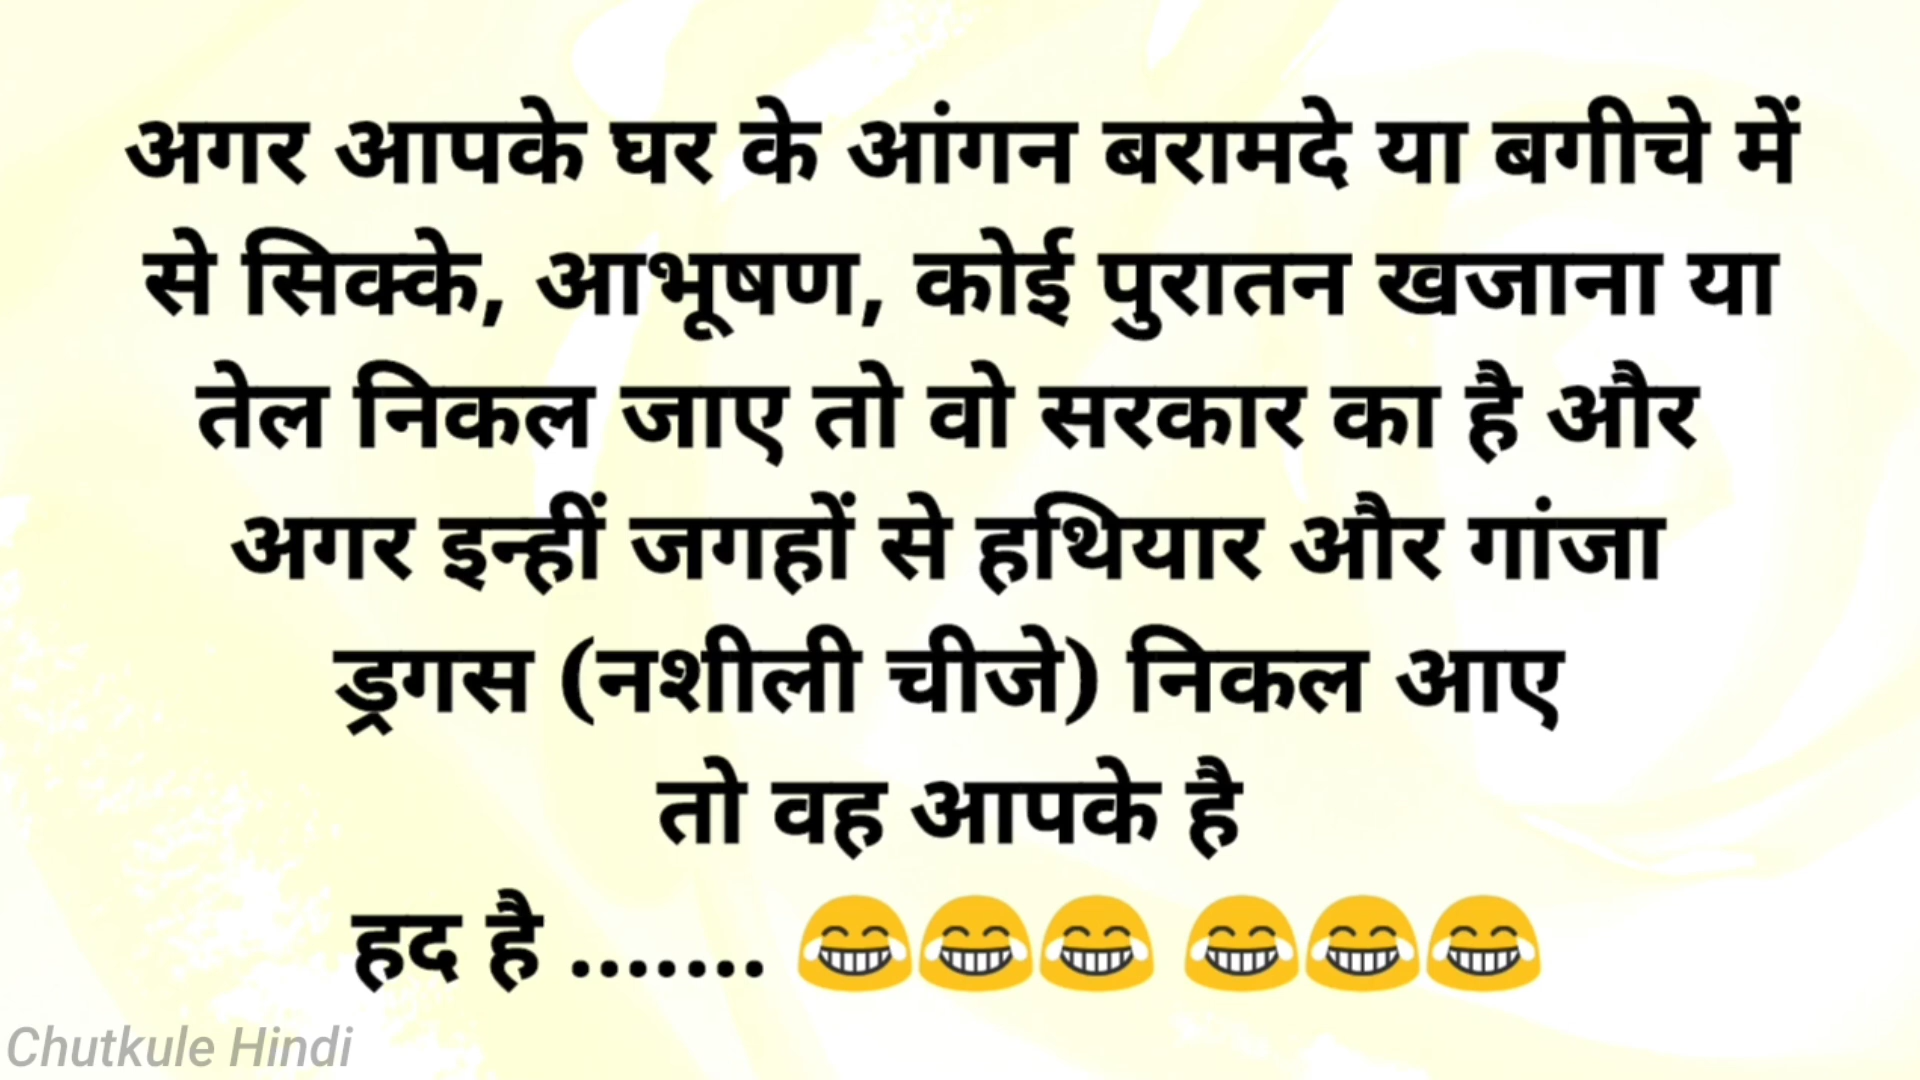 अगर आपके घर के आंगन बरामदे या बगीचे में
से सिक्के, आभूषण, कोई पुरातन खजाना या
तेल निकल जाए तो वो सरकार का है और
अगर इन्हीं जगहों से हथियार और गांजा
ड्रगस (नशीली चीजे) निकल आए
तो वह आपके है
हद है ....... 😂😂😂 😂😂😂
Chutkule Hindi